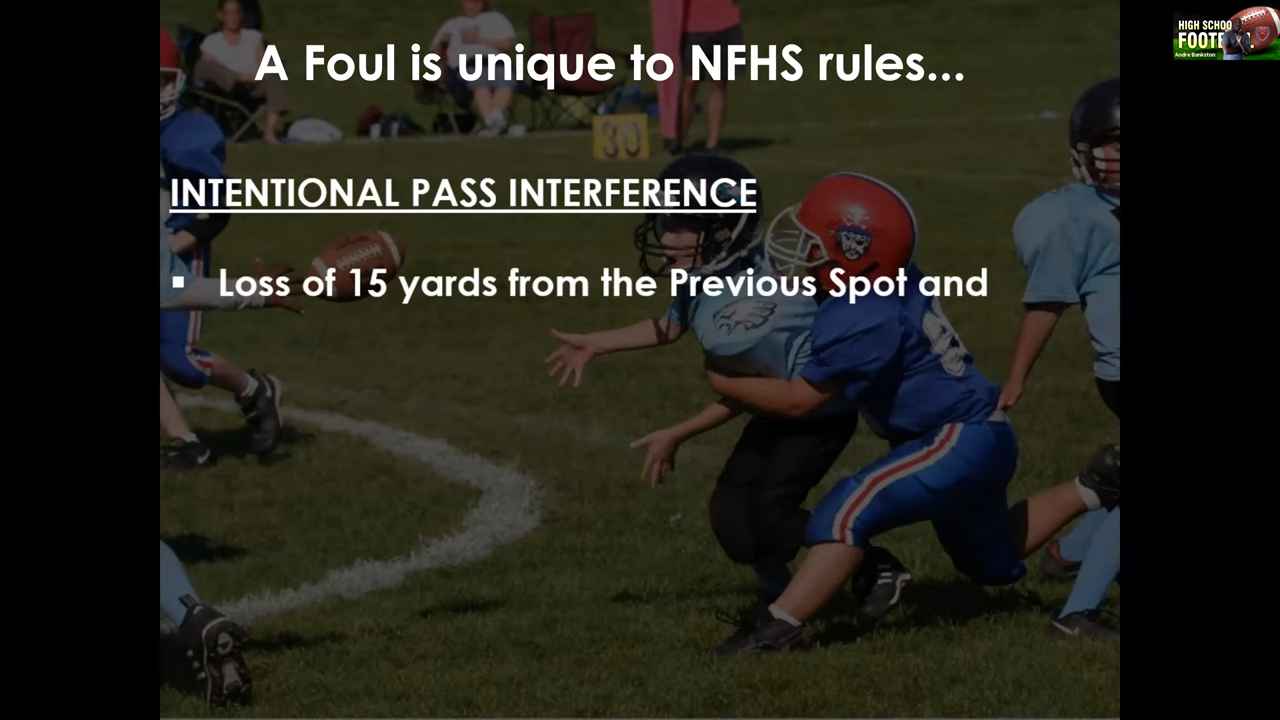 A Foul is unique to NFHS rules...
HIGH SCHOO
FOOTB
Andre Bankston
30
INTENTIONAL PASS INTERFERENCE
▪ Loss of 15 yards from the Previous Spot and